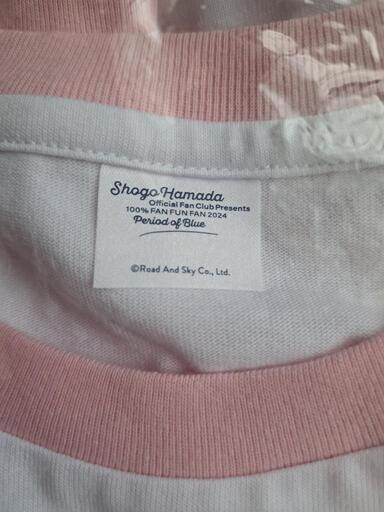 Shogo Hamada
Official Fan Club Presents
100% FAN FUN FAN 2024
Period of Blue
©Road And Sky Co., Ltd.